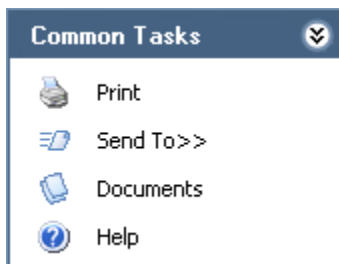 Common Tasks
Print
Send To>>
Documents
Help